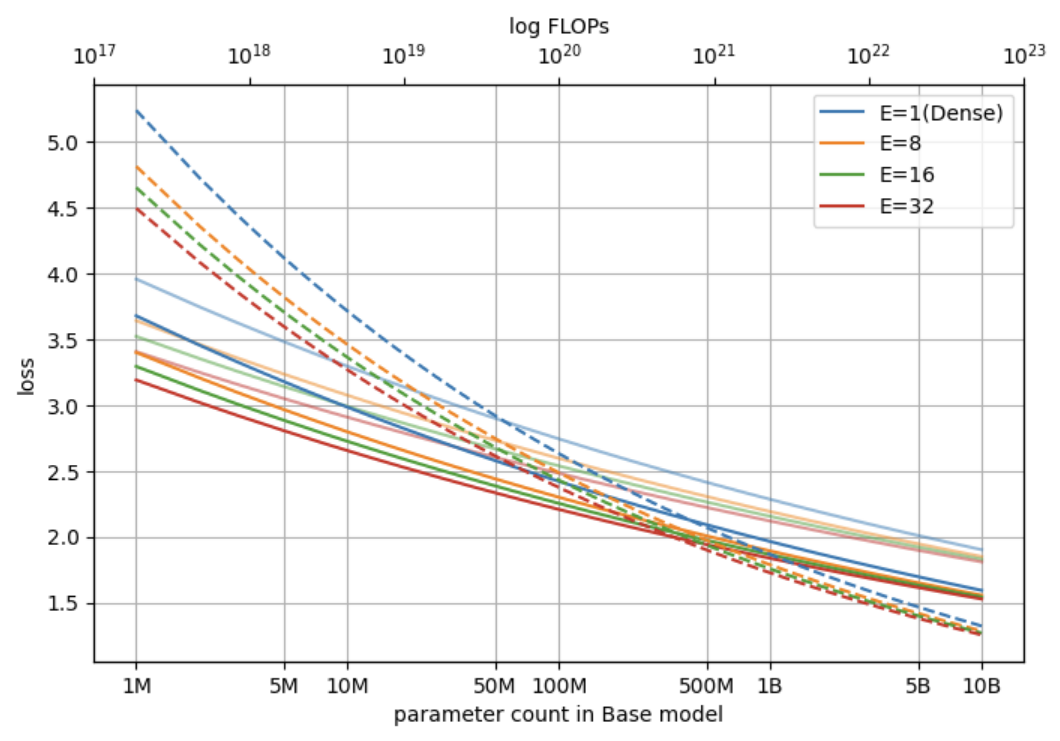 log FLOPs
10^17 10^18 10^19 10^20 10^21 10^22 10^23
E=1(Dense)
E=8
E=16
E=32
5.0
4.5
4.0
3.5
3.0
2.5
2.0
1.5
loss
1M 5M 10M 50M 100M 500M 1B 5B 10B
parameter count in Base model